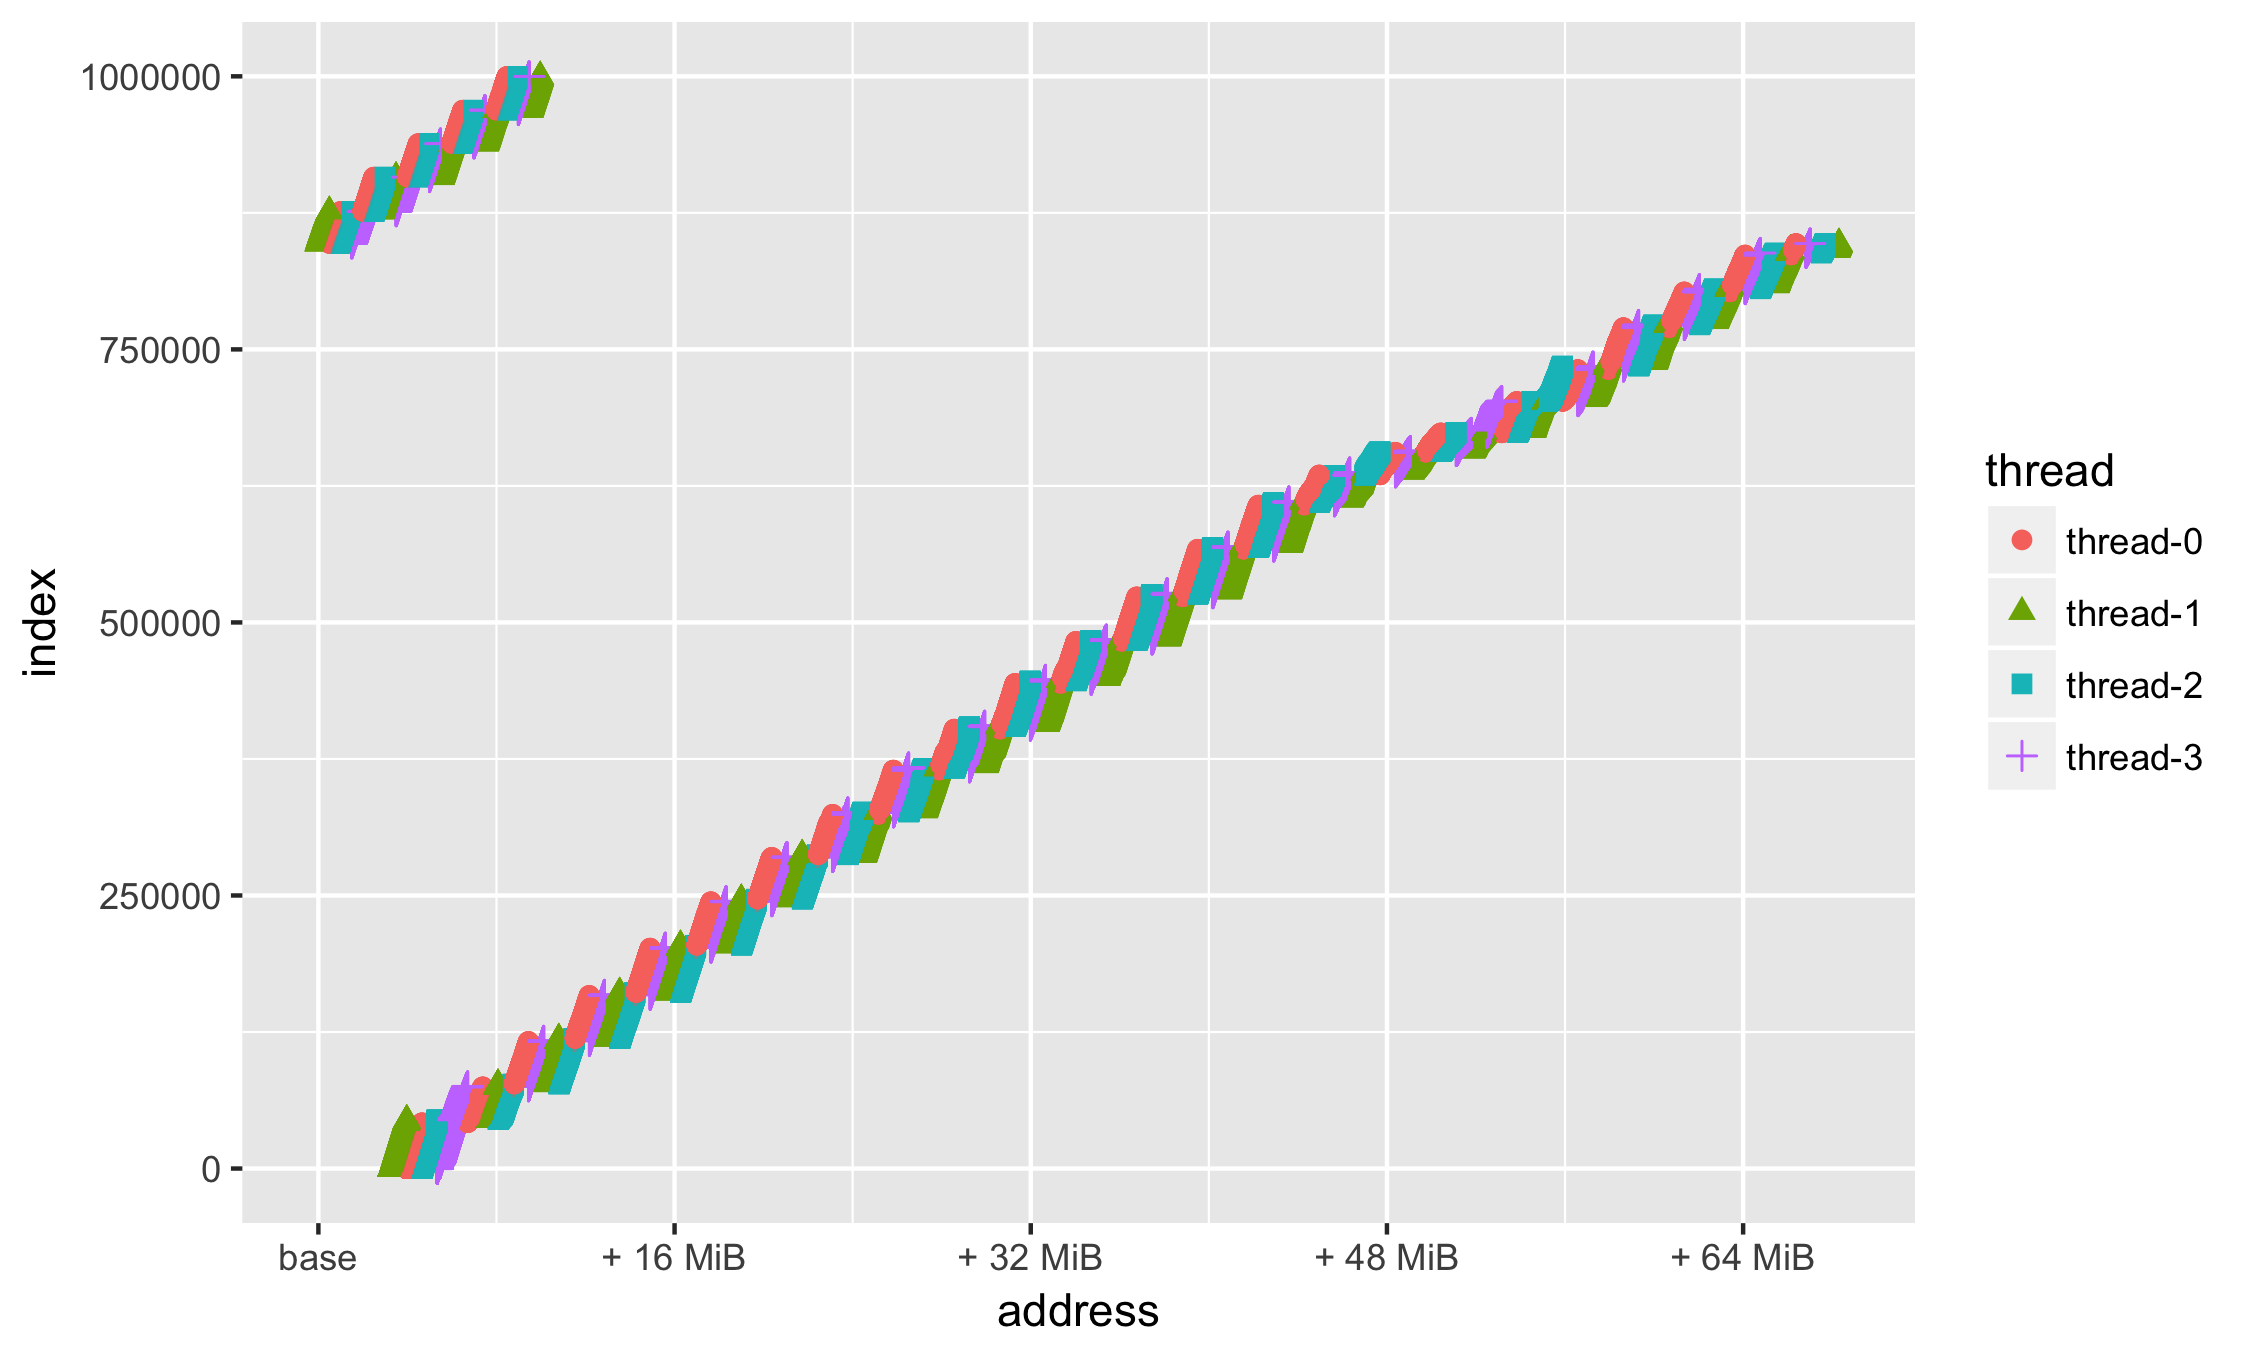 1000000
750000
500000
250000
0
index
base
+ 16 MiB
+ 32 MiB
+ 48 MiB
+ 64 MiB
address
thread
thread-0
thread-1
thread-2
thread-3